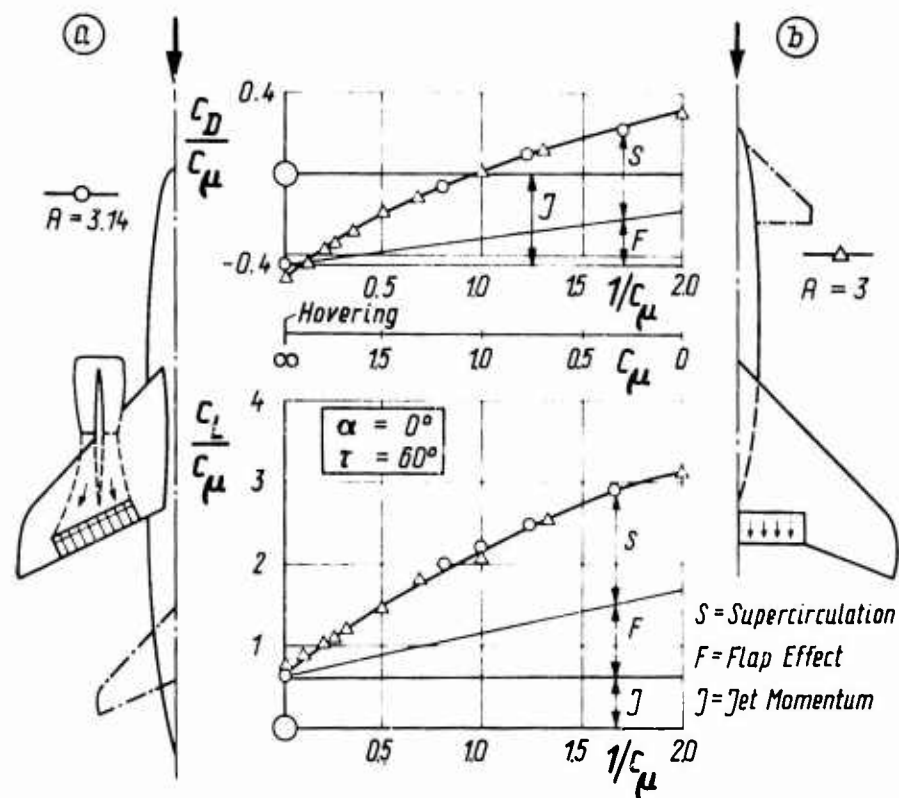 a
b
C_D
C_μ
0.4
-0.4
S
J
F
0.5
1.0
1.5
1/C_μ
2.0
A = 3.14
A = 3
Hovering
∞
1.5
1.0
0.5
C_μ
0
C_L
C_μ
4
3
2
1
α = 0°
τ = 60°
S
F
J
0.5
1.0
1.5
1/C_μ
2.0
S = Supercirculation
F = Flap Effect
J = Jet Momentum